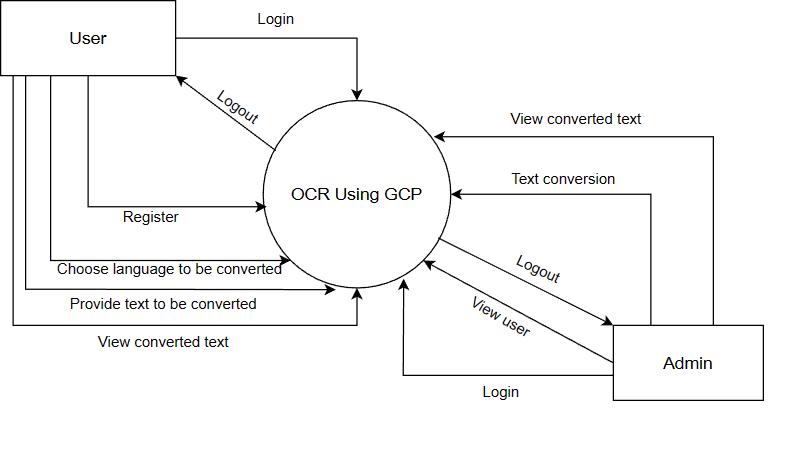 Login
User
Logout
View converted text
Text conversion
OCR Using GCP
Register
Choose language to be converted
Logout
Provide text to be converted
View user
View converted text
Admin
Login